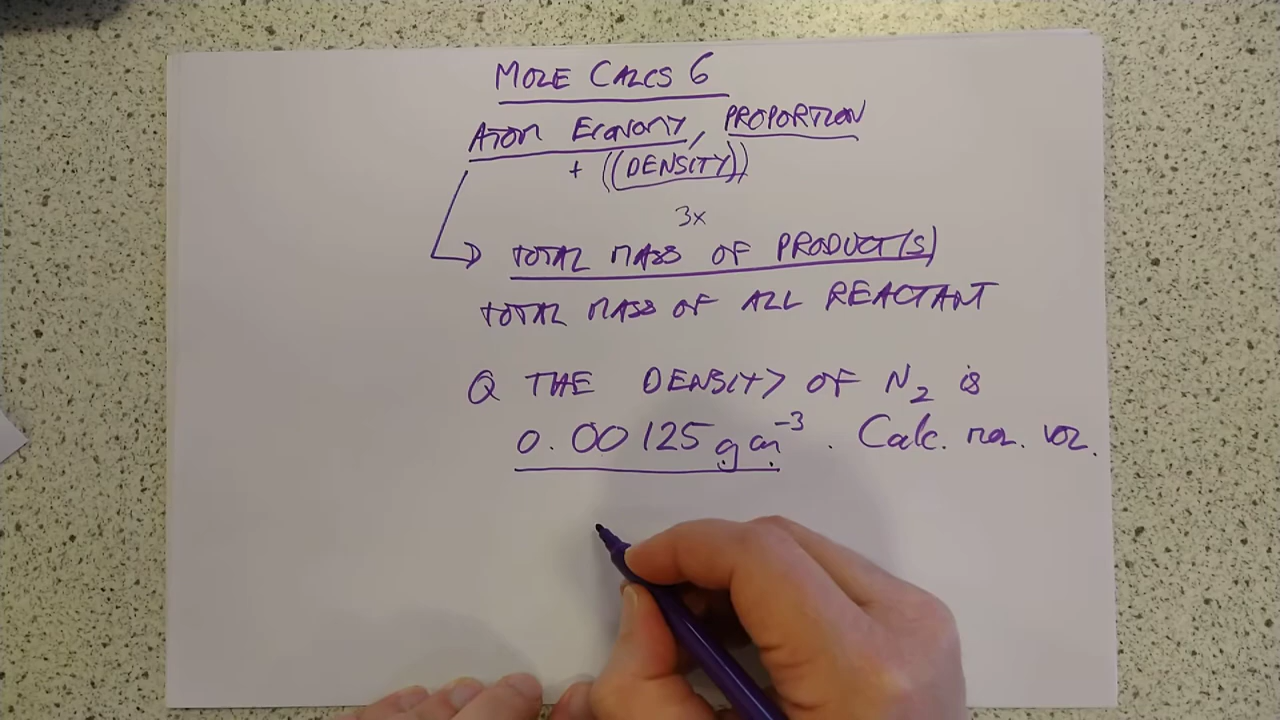 MOLE CALCS 6
ATOM ECONOMY, PROPORTION
+ ((DENSITY))
3x
TOTAL MASS OF PRODUCT(S)
TOTAL MASS OF ALL REACTANT
Q THE DENSITY OF N₂ is
0.00125 g cm⁻³. Calc. mol. vol.